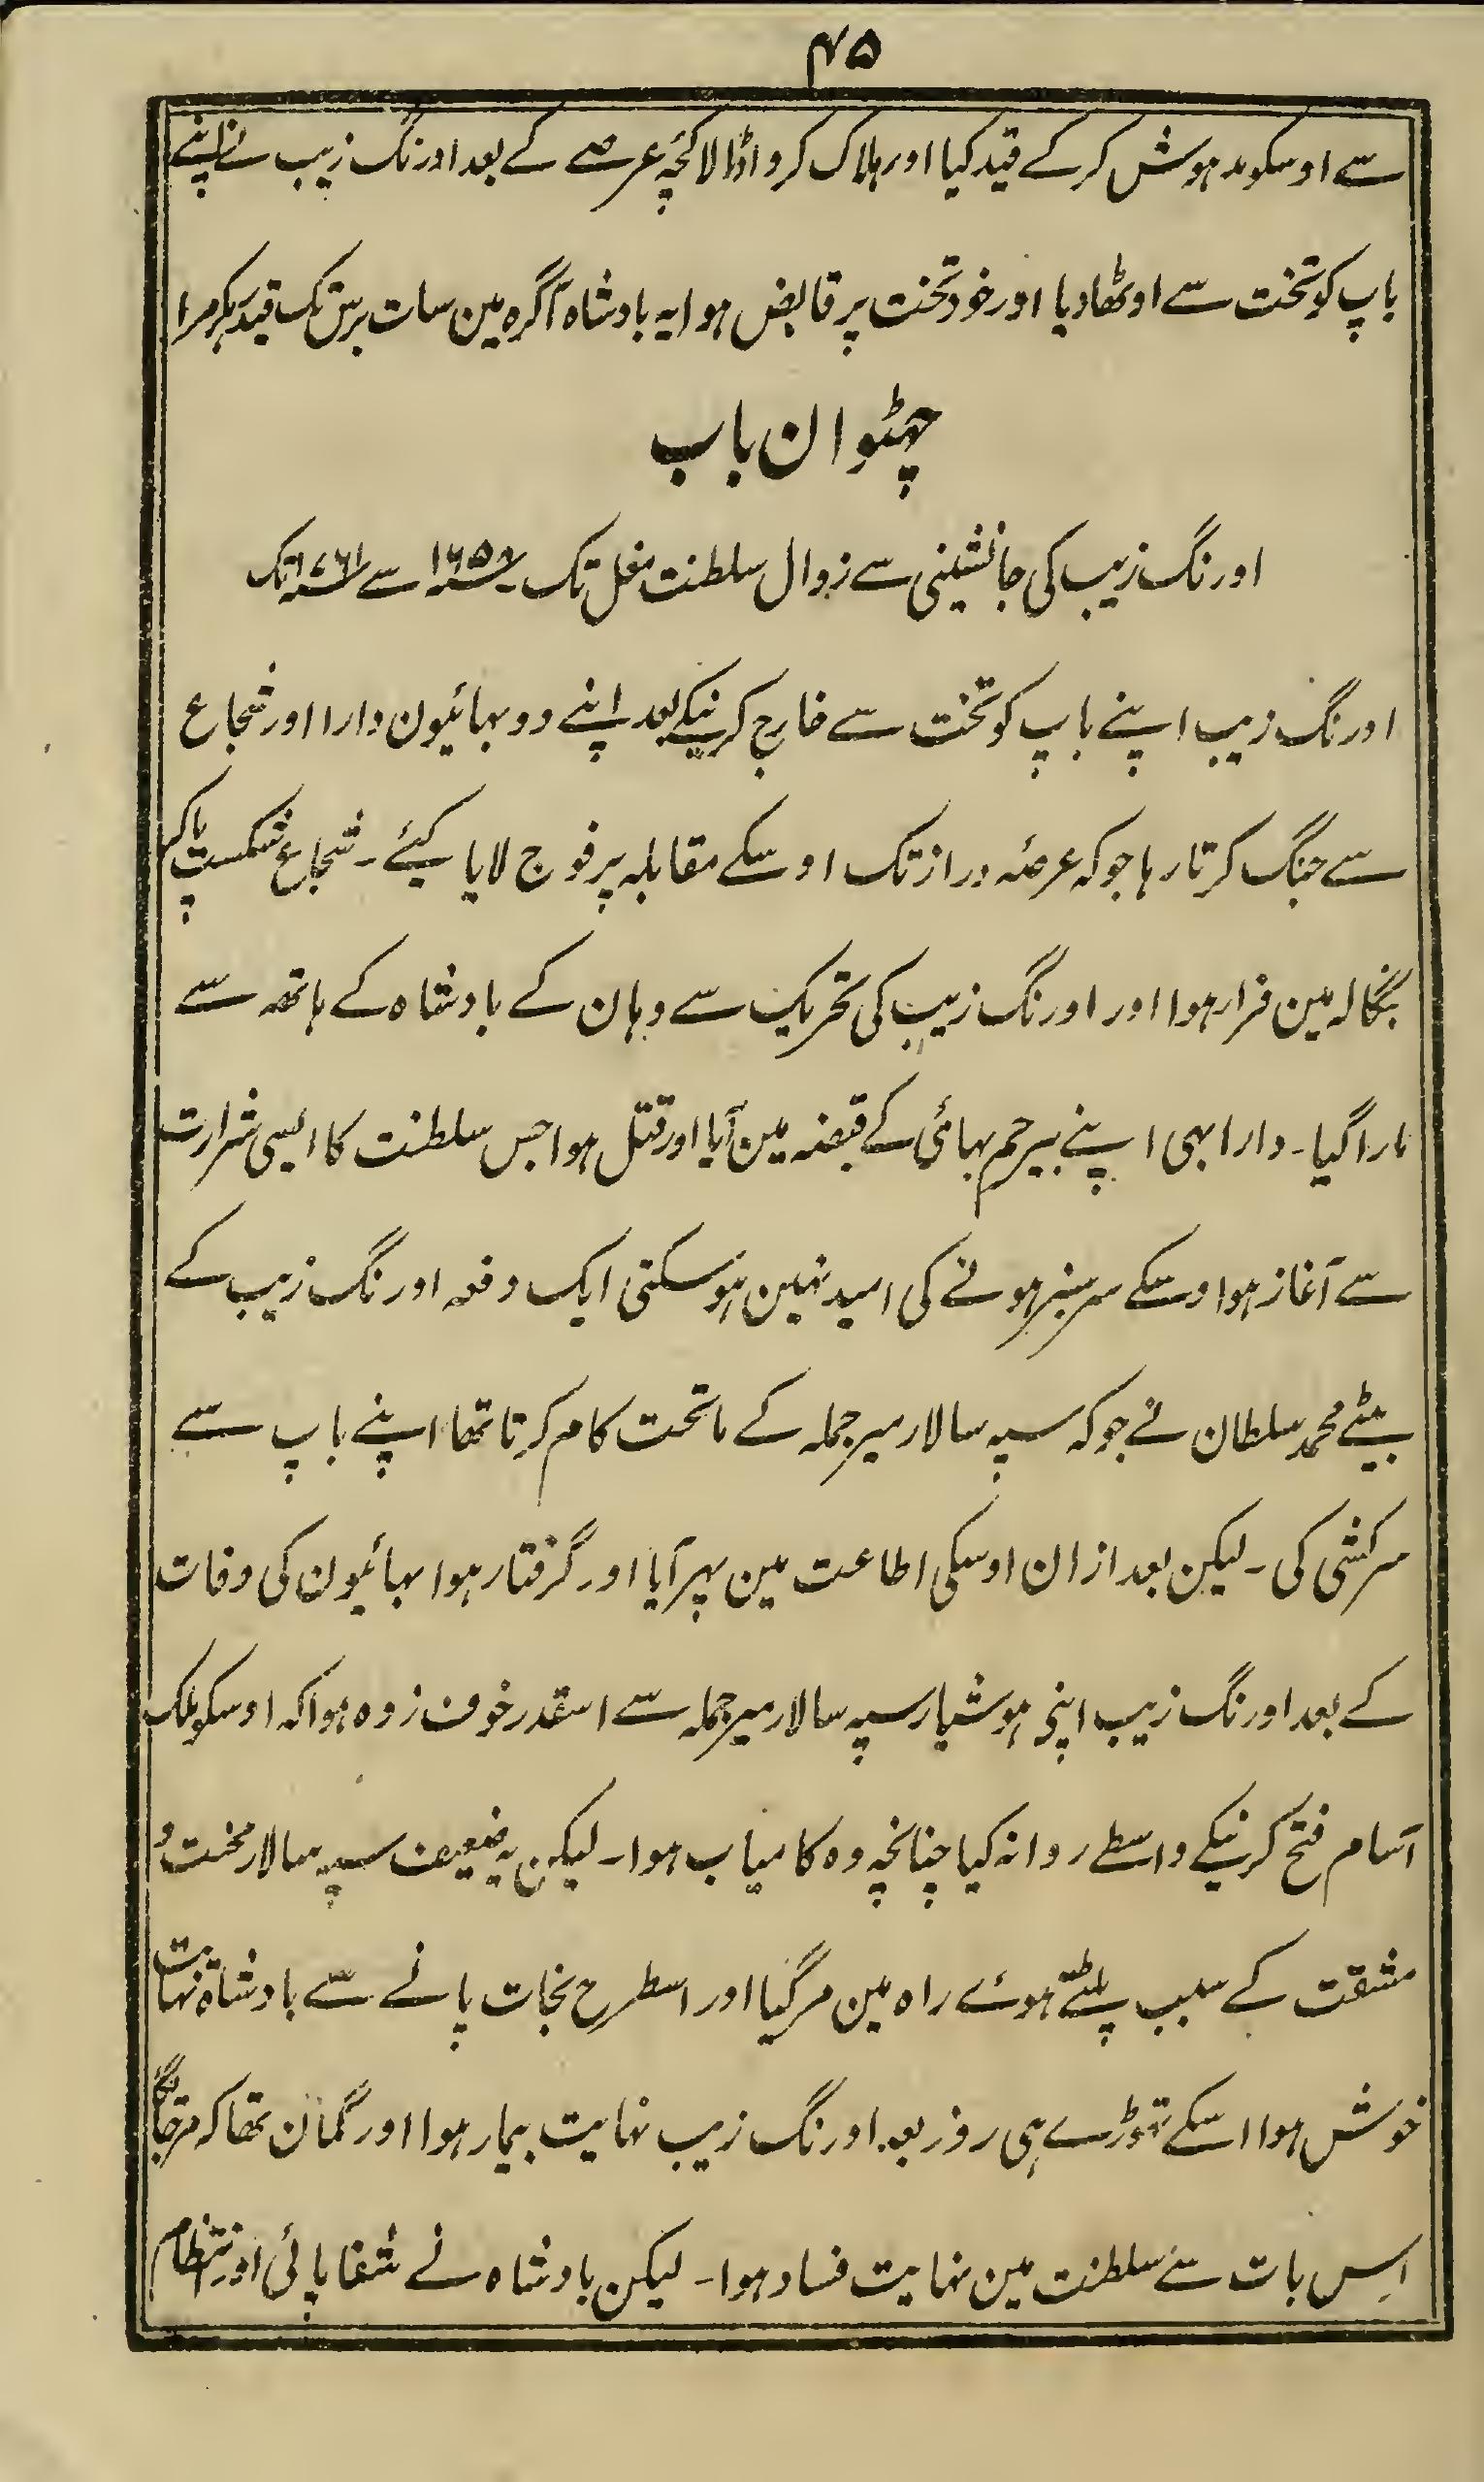 ۴۵
سے اوسکو مدہوش کر کے قید کیا اور ہلاک کرواڈالا کچہ عرصے کے بعد اورنگ زیب نے اپنے
باپ کو تخت سے اوٹھادیا اور خود تخت پر قابض ہوا یہ بادشاہ آگرہ مین سات برس تک قید رہکر مرا
چھٹوان باب
اورنگ زیب کی جانشینی سے زوال سلطنت مغل تک ۱۶۵۸؁ سے ۱۷۶۱؁ تک
اورنگ زیب اپنے باپ کو تخت سے خارج کرنیکے بعد اپنے دو بہائیون دارا اور شجاع
سے جنگ کرتا رہا جو کہ عرصۂ دراز تک اوسکے مقابلہ پر فوج لایا کیئے ۔ شجاع شکست پاکر
بنگالہ مین فرار ہوا اور اورنگ زیب کی تحریک سے وہان کے بادشاہ کے ہاتھہ سے
مارا گیا ۔ دارا بہی اپنے بیرحم بہائی کے قبضہ مین آیا اور قتل ہوا جس سلطنت کا ایسی شرارت
سے آغاز ہوا وسکے سرسبز ہونے کی امید نہین ہوسکتی ایک دفعہ اورنگ زیب کے
بیٹے محمد سلطان نے جو کہ سپہ سالار میر جملہ کے ماتحت کام کرتا تھا اپنے باپ سے
سرکشی کی ۔ لیکن بعد ازان اوسکی اطاعت مین پہر آیا اور گرفتار ہوا بہائیون کی وفات
کے بعد اورنگ زیب اپنی ہوشیار سپہ سالار میر جملہ سے اسقدر خوف زدہ ہوا کہ اوسکو ملک
آسام فتح کرنیکے واسطے روانہ کیا چنانچہ وہ کامیاب ہوا ۔ لیکن یہ ضعیف سپہ سالار محنت و
مشقت کے سبب پلٹتے ہوئے راہ مین مرگیا اور اسطرح نجات پانے سے بادشاہ نہایت
خوش ہوا اسکے تہوڑے ہی روز بعد اورنگ زیب نہایت بیمار ہوا اور گمان تھا کہ مرجائیگا
اِس بات سے سلطنت مین نہایت فساد ہوا ۔ لیکن بادشاہ نے شفا پائی اور انتظام